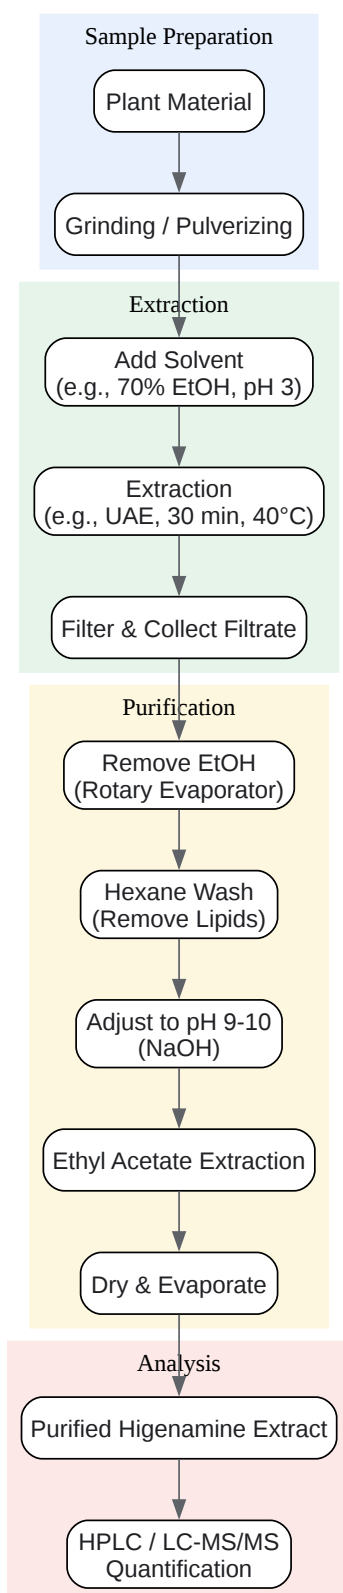 Sample Preparation
Plant Material
Grinding / Pulverizing
Extraction
Add Solvent
(e.g., 70% EtOH, pH 3)
Extraction
(e.g., UAE, 30 min, 40°C)
Filter & Collect Filtrate
Purification
Remove EtOH
(Rotary Evaporator)
Hexane Wash
(Remove Lipids)
Adjust to pH 9-10
(NaOH)
Ethyl Acetate Extraction
Dry & Evaporate
Analysis
Purified Higenamine Extract
HPLC / LC-MS/MS
Quantification